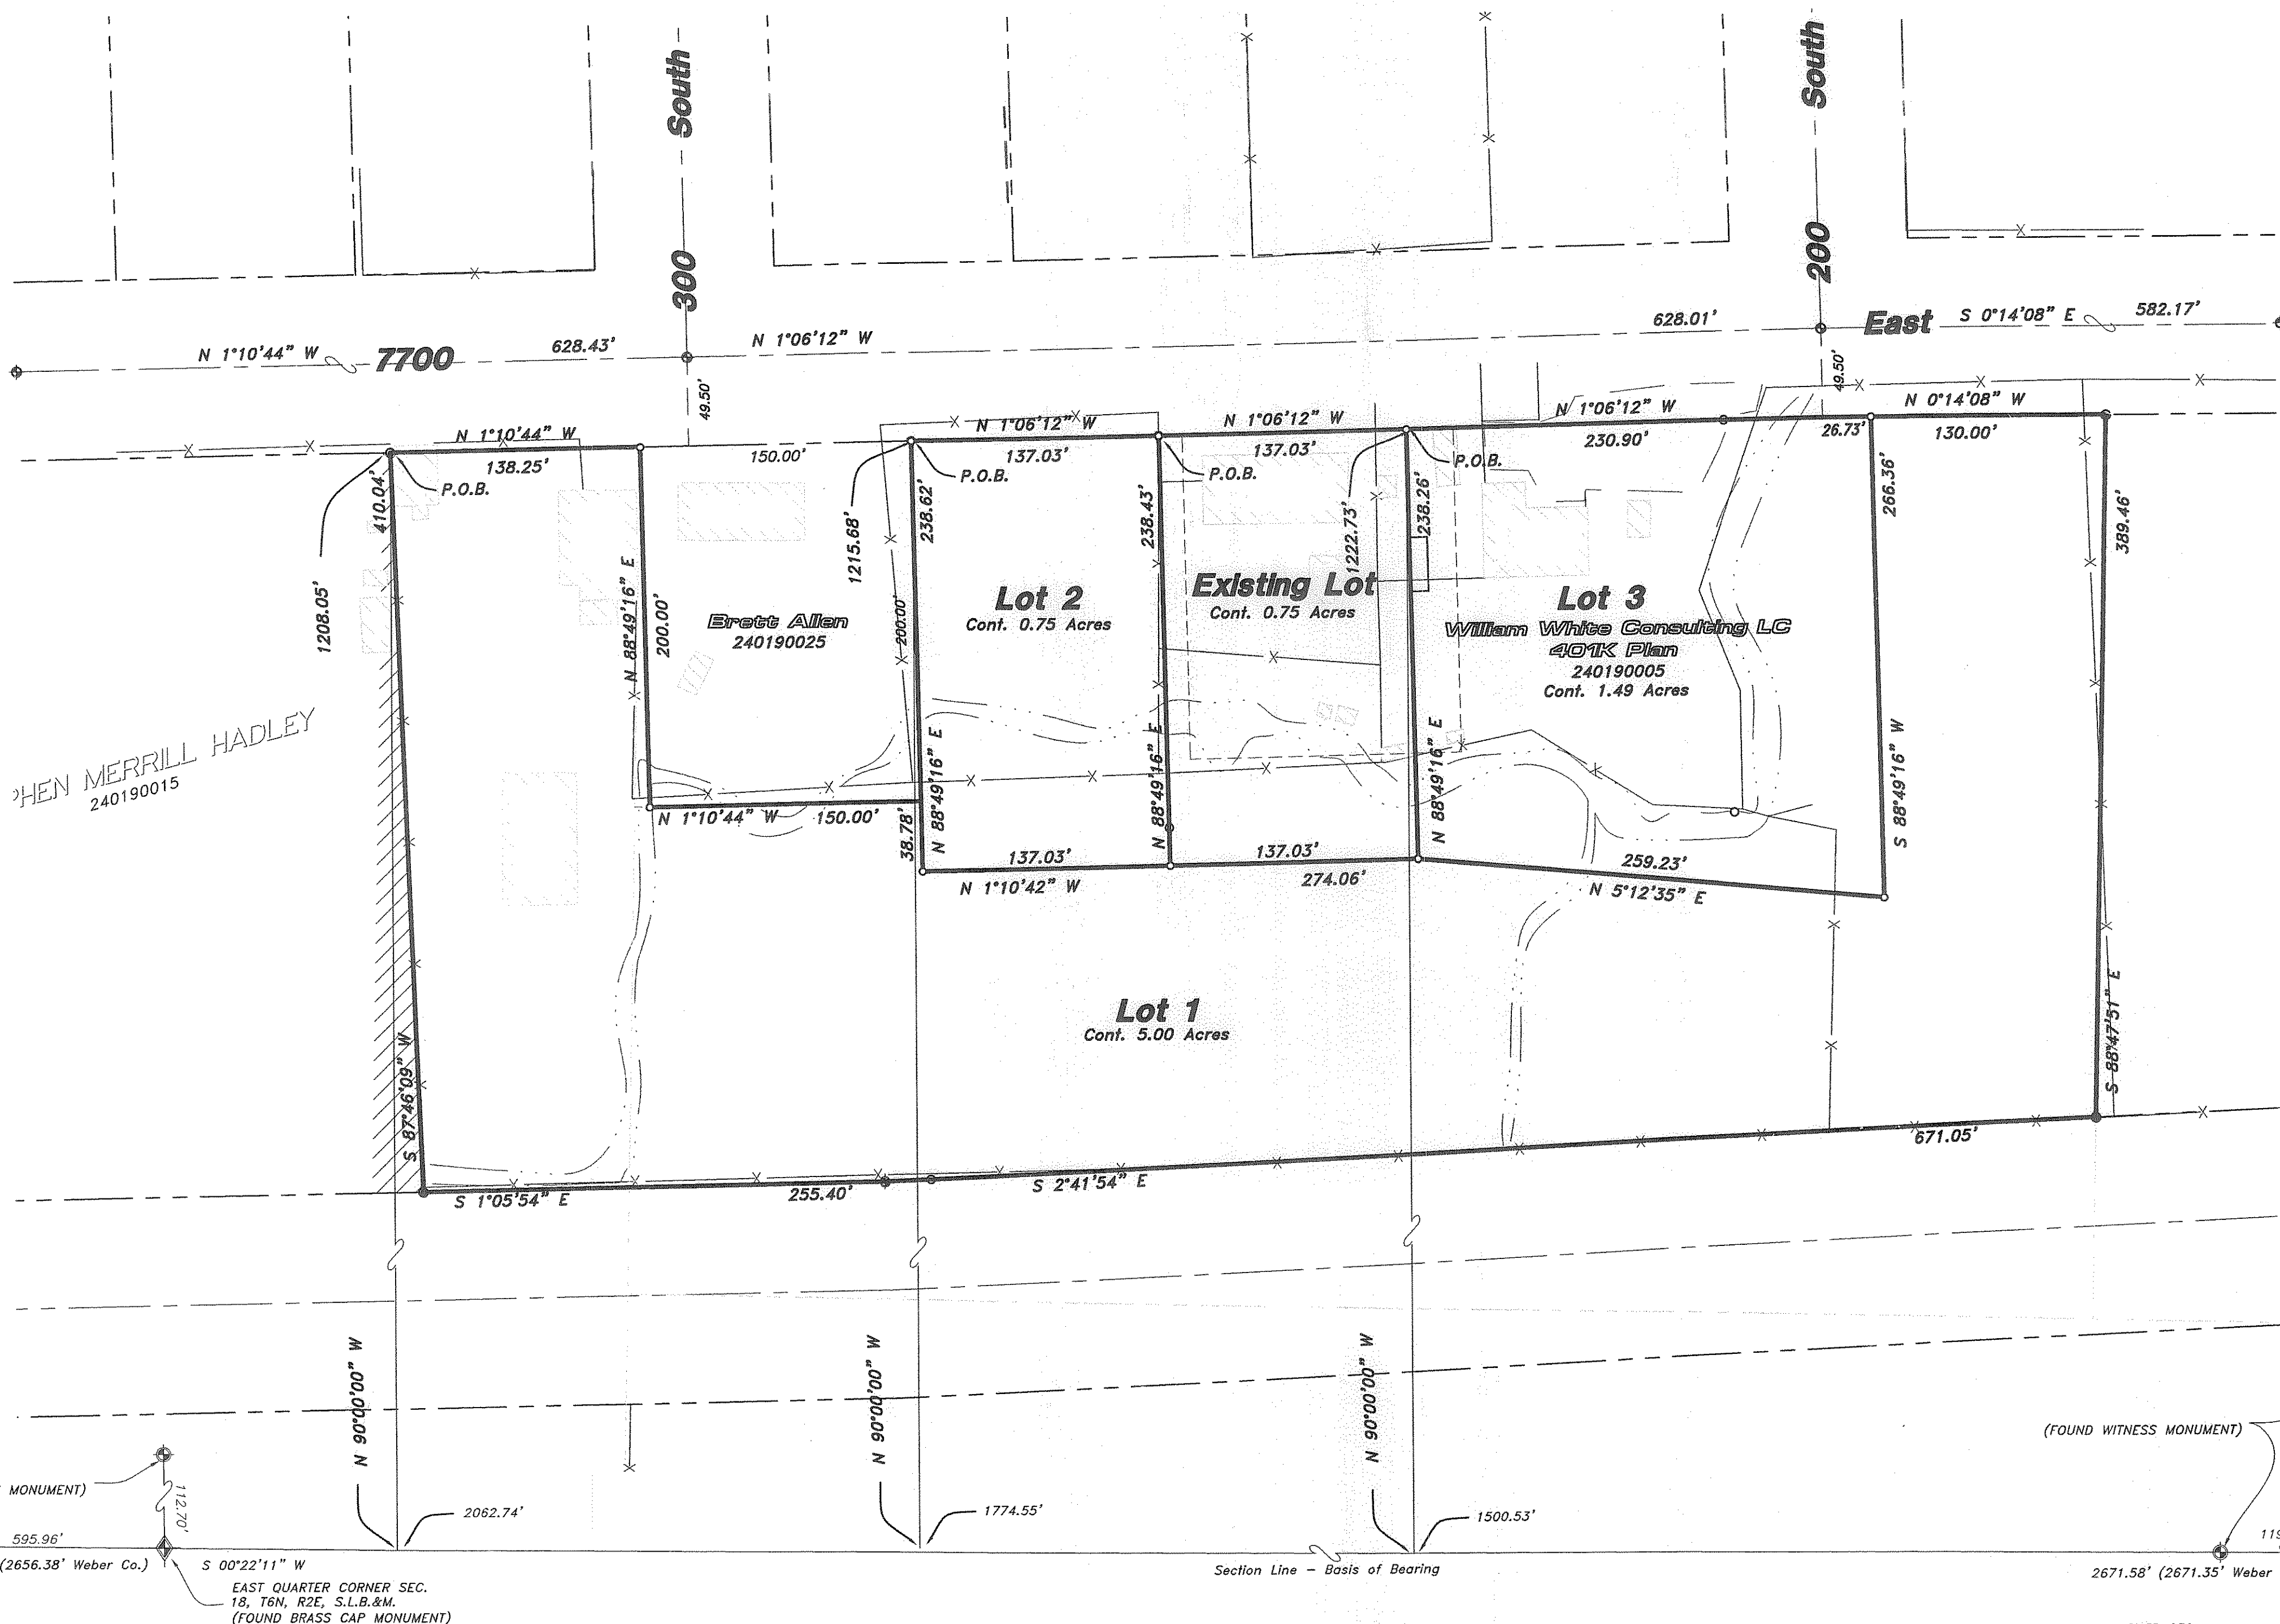 300 South
200 South
N 1°10'44" W
7700
628.43'
N 1°06'12" W
628.01'
East
S 0°14'08" E
582.17'
49.50'
49.50'
N 1°10'44" W
138.25'
P.O.B.
150.00'
N 1°06'12" W
137.03'
P.O.B.
N 1°06'12" W
137.03'
P.O.B.
N 1°06'12" W
230.90'
P.O.B.
26.73'
N 0°14'08" W
130.00'
410.04'
1208.05'
N 88°49'16" E
200.00'
Brett Allen
240190025
1215.68'
200.00'
238.62'
Lot 2
Cont. 0.75 Acres
238.43'
Existing Lot
Cont. 0.75 Acres
1222.73'
238.26'
Lot 3
William White Consulting LC
401K Plan
240190005
Cont. 1.49 Acres
266.36'
S 88°49'16" W
389.46'
S 88°47'51" E
HEN MERRILL HADLEY
240190015
N 1°10'44" W
150.00'
38.78'
N 88°49'16" E
N 88°49'16" E
N 88°49'16" E
137.03'
N 1°10'42" W
137.03'
274.06'
259.23'
N 5°12'35" E
Lot 1
Cont. 5.00 Acres
S 87°46'09" W
S 1°05'54" E
255.40'
S 2°41'54" E
671.05'
N 90°00'00" W
N 90°00'00" W
N 90°00'00" W
2062.74'
1774.55'
1500.53'
(FOUND WITNESS MONUMENT)
MONUMENT)
112.70'
595.96'
(2656.38' Weber Co.)
S 00°22'11" W
EAST QUARTER CORNER SEC.
18, T6N, R2E, S.L.B.&M.
(FOUND BRASS CAP MONUMENT)
Section Line – Basis of Bearing
119
2671.58' (2671.35' Weber